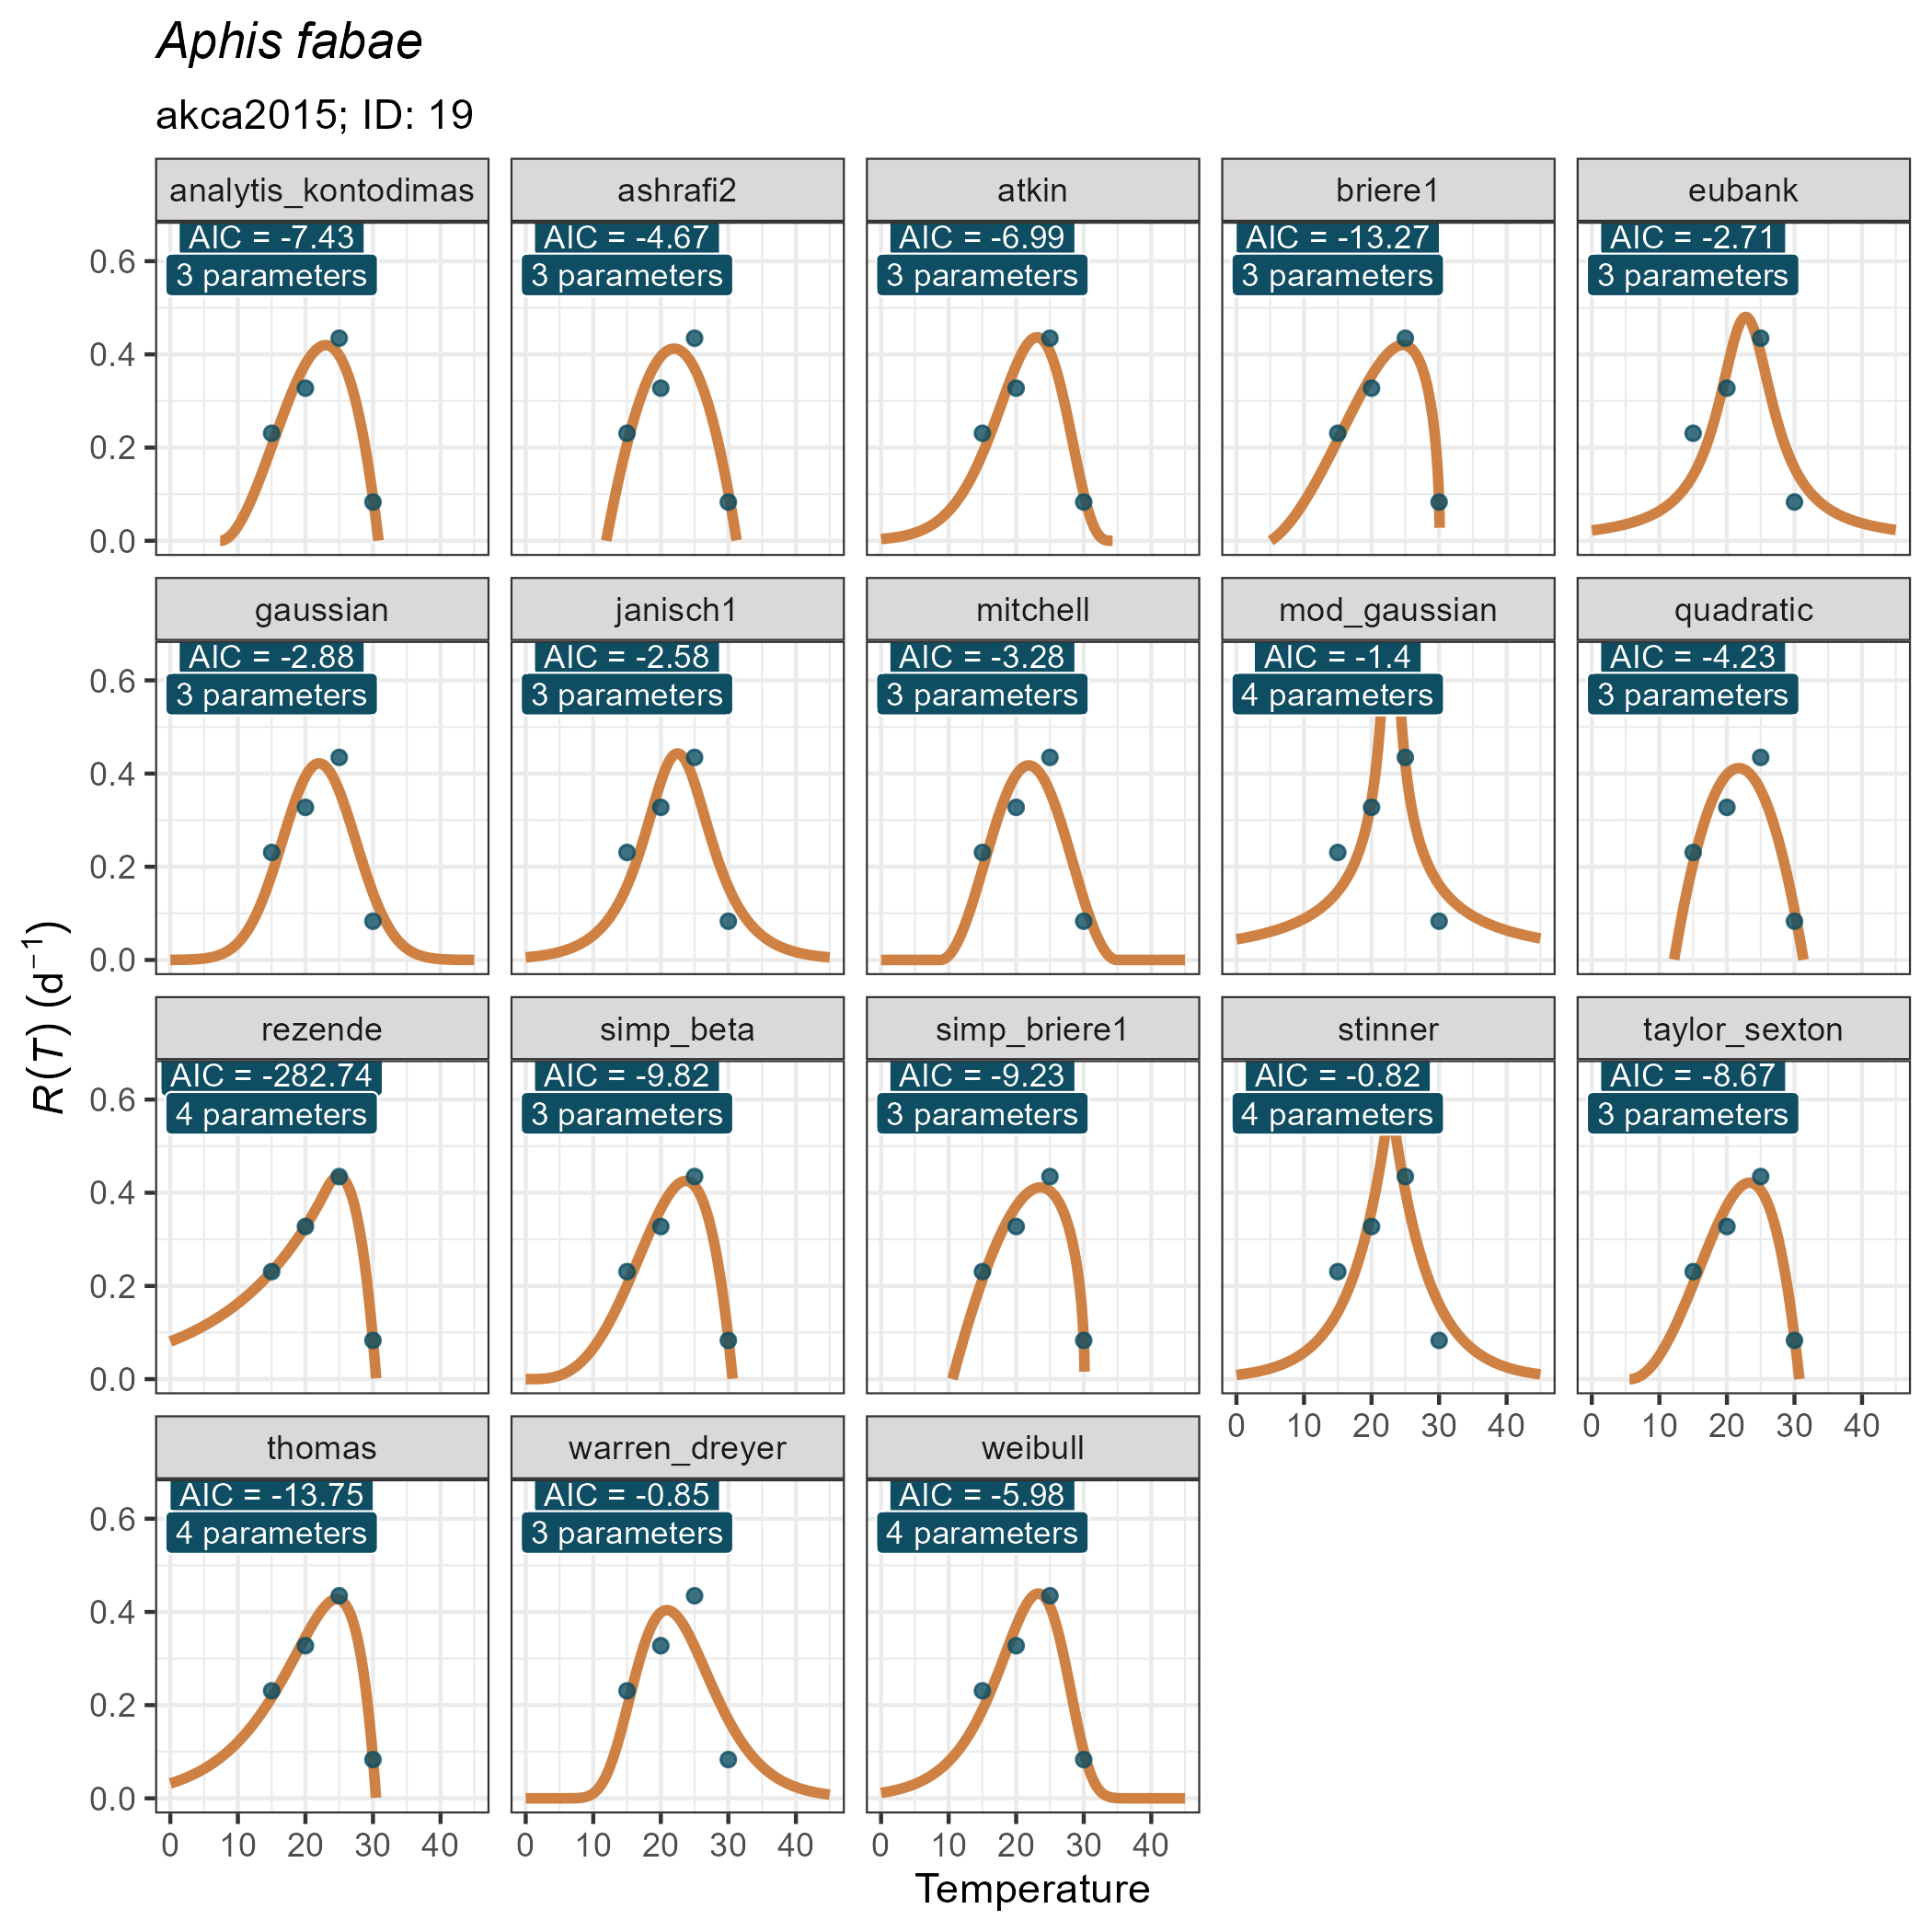 Aphis fabae
akca2015; ID: 19
analytis_kontodimas
ashrafi2
atkin
briere1
eubank
AIC = -7.43
3 parameters
AIC = -4.67
3 parameters
AIC = -6.99
3 parameters
AIC = -13.27
3 parameters
AIC = -2.71
3 parameters
0.6
0.4
0.2
0.0
gaussian
janisch1
mitchell
mod_gaussian
quadratic
AIC = -2.88
3 parameters
AIC = -2.58
3 parameters
AIC = -3.28
3 parameters
AIC = -1.4
4 parameters
AIC = -4.23
3 parameters
0.6
0.4
0.2
0.0
R(T) (d⁻¹)
rezende
simp_beta
simp_briere1
stinner
taylor_sexton
AIC = -282.74
4 parameters
AIC = -9.82
3 parameters
AIC = -9.23
3 parameters
AIC = -0.82
4 parameters
AIC = -8.67
3 parameters
0.6
0.4
0.2
0.0
0 10 20 30 40
0 10 20 30 40
thomas
warren_dreyer
weibull
AIC = -13.75
4 parameters
AIC = -0.85
3 parameters
AIC = -5.98
4 parameters
0.6
0.4
0.2
0.0
0 10 20 30 40
0 10 20 30 40
0 10 20 30 40
Temperature